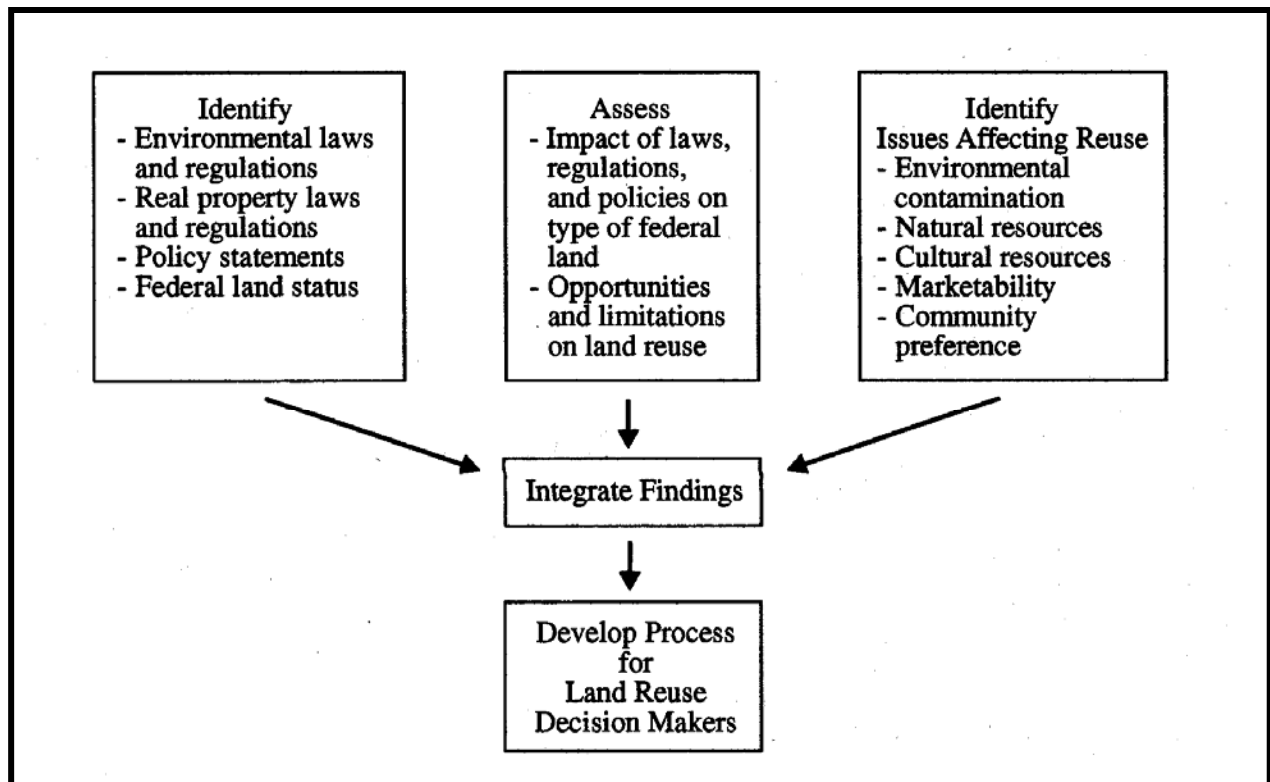 Identify
- Environmental laws
and regulations
- Real property laws
and regulations
- Policy statements
- Federal land status
Assess
- Impact of laws,
regulations,
and policies on
type of federal
land
- Opportunities
and limitations
on land reuse
Identify
Issues Affecting Reuse
- Environmental
contamination
- Natural resources
- Cultural resources
- Marketability
- Community
preference
Integrate Findings
Develop Process
for
Land Reuse
Decision Makers